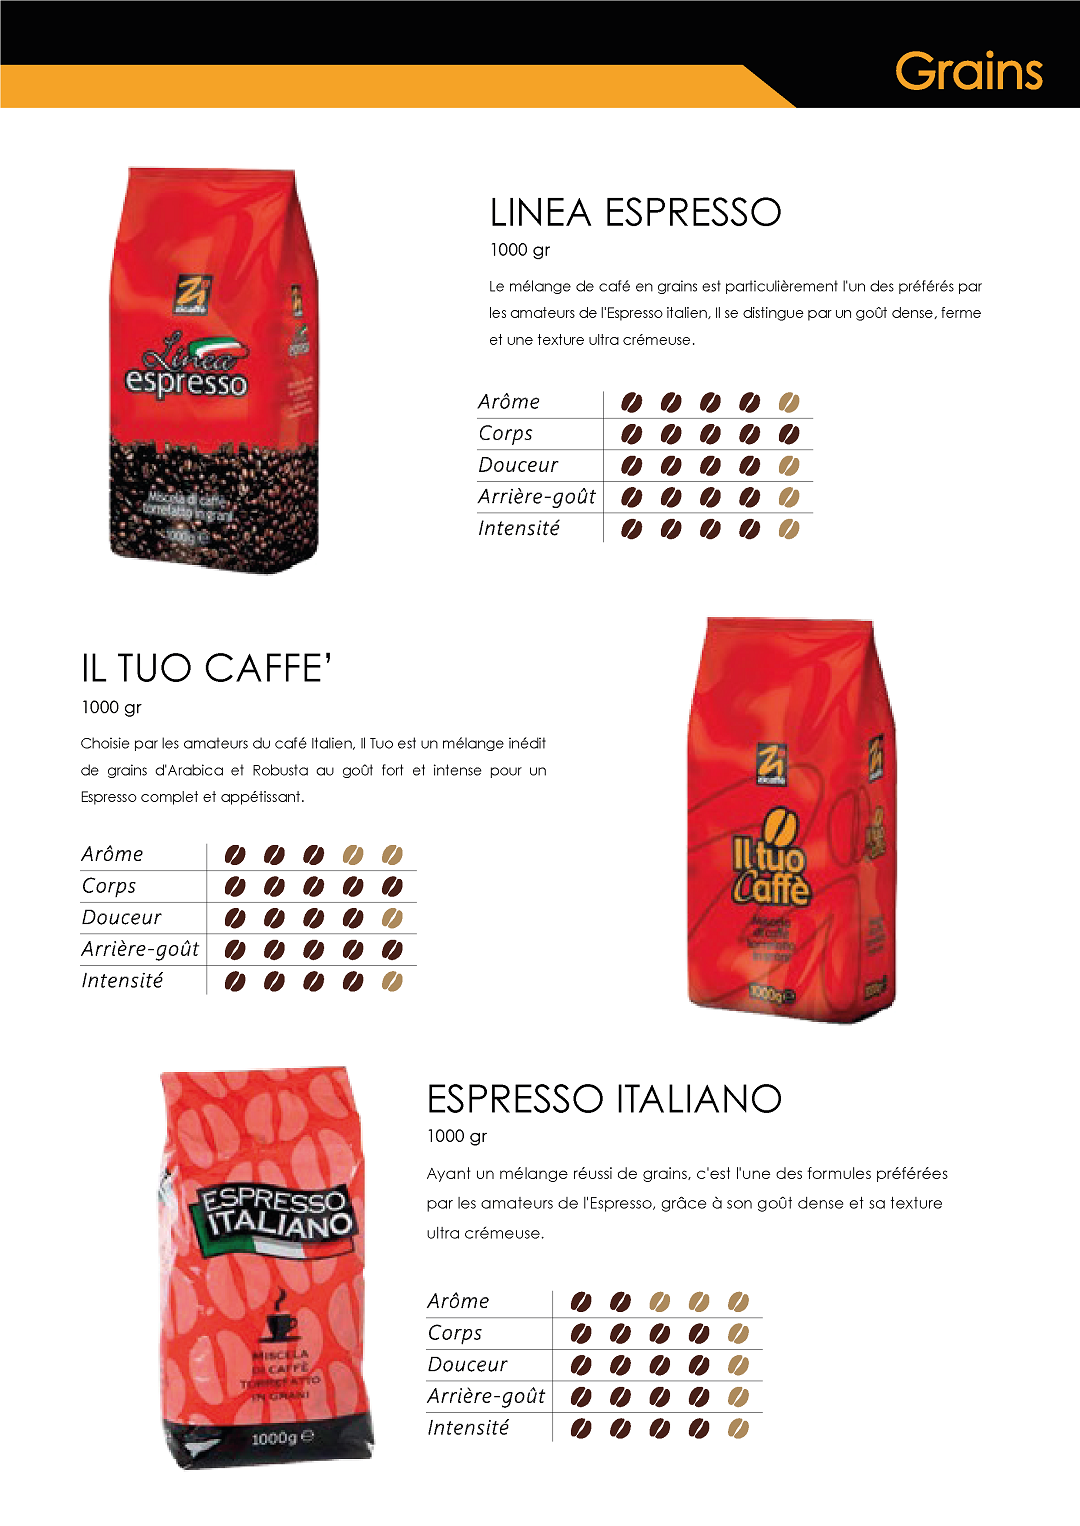 Grains
LINEA ESPRESSO
1000 gr
Le mélange de café en grains est particulièrement l'un des préférés par
les amateurs de l'Espresso italien, Il se distingue par un goût dense, ferme
et une texture ultra crémeuse.
Zicaffè
Linea
espresso
Miscela di caffè
torrefatto in grani
1000g e
Arôme
Corps
Douceur
Arrière-goût
Intensité
IL TUO CAFFE’
1000 gr
Choisie par les amateurs du café Italien, Il Tuo est un mélange inédit
de grains d'Arabica et Robusta au goût fort et intense pour un
Espresso complet et appétissant.
Arôme
Corps
Douceur
Arrière-goût
Intensité
Zicaffè
Il tuo
Caffè
Miscela
di caffè
torrefatto
in grani
1000g e
Il tuo
Caffè
1000g
ESPRESSO ITALIANO
1000 gr
Ayant un mélange réussi de grains, c'est l'une des formules préférées
par les amateurs de l'Espresso, grâce à son goût dense et sa texture
ultra crémeuse.
ESPRESSO
ITALIANO
MISCELA
DI CAFFÈ
TORREFATTO
IN GRANI
1000g e
Arôme
Corps
Douceur
Arrière-goût
Intensité